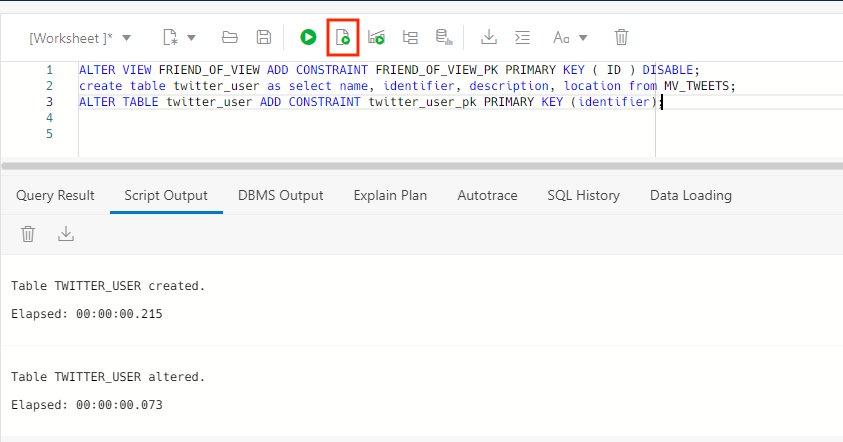 [Worksheet ]*
Aa
1 ALTER VIEW FRIEND_OF_VIEW ADD CONSTRAINT FRIEND_OF_VIEW_PK PRIMARY KEY ( ID ) DISABLE;
2 create table twitter_user as select name, identifier, description, location from MV_TWEETS;
3 ALTER TABLE twitter_user ADD CONSTRAINT twitter_user_pk PRIMARY KEY (identifier);
4
5
Query Result Script Output DBMS Output Explain Plan Autotrace SQL History Data Loading
Table TWITTER_USER created.
Elapsed: 00:00:00.215
Table TWITTER_USER altered.
Elapsed: 00:00:00.073